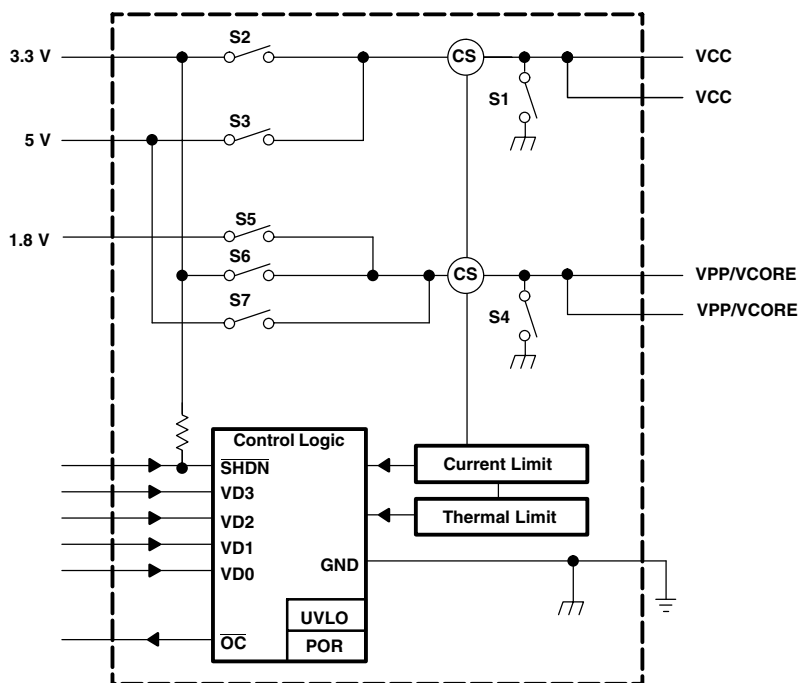 S2
3.3 V
CS
VCC
S1
VCC
S3
5 V
S5
1.8 V
S6
CS
VPP/VCORE
S7
S4
VPP/VCORE
Control Logic
SHDN
Current Limit
VD3
VD2
Thermal Limit
VD1
VD0
GND
UVLO
OC
POR